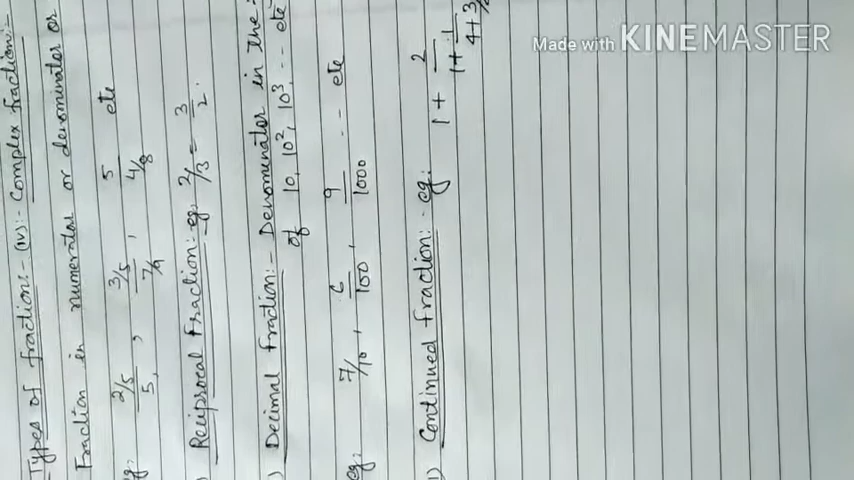 Types of fraction:- (iv):- Complex fraction:-
Fraction in numerator or denominator or
eg. (2/5)/5, (3/5)/(7/9), 5/(4/8) etc
Reciprocal Fraction: eg. 2/3 = 3/2.
) Decimal Fraction:- Denominator in the
of 10, 10², 10³, ... etc
eg. 7/10, 6/100, 9/1000 ... etc
) Continued fraction:- eg: 1 + 2/(1 + 1/(4 + 3/
Made with KINEMASTER